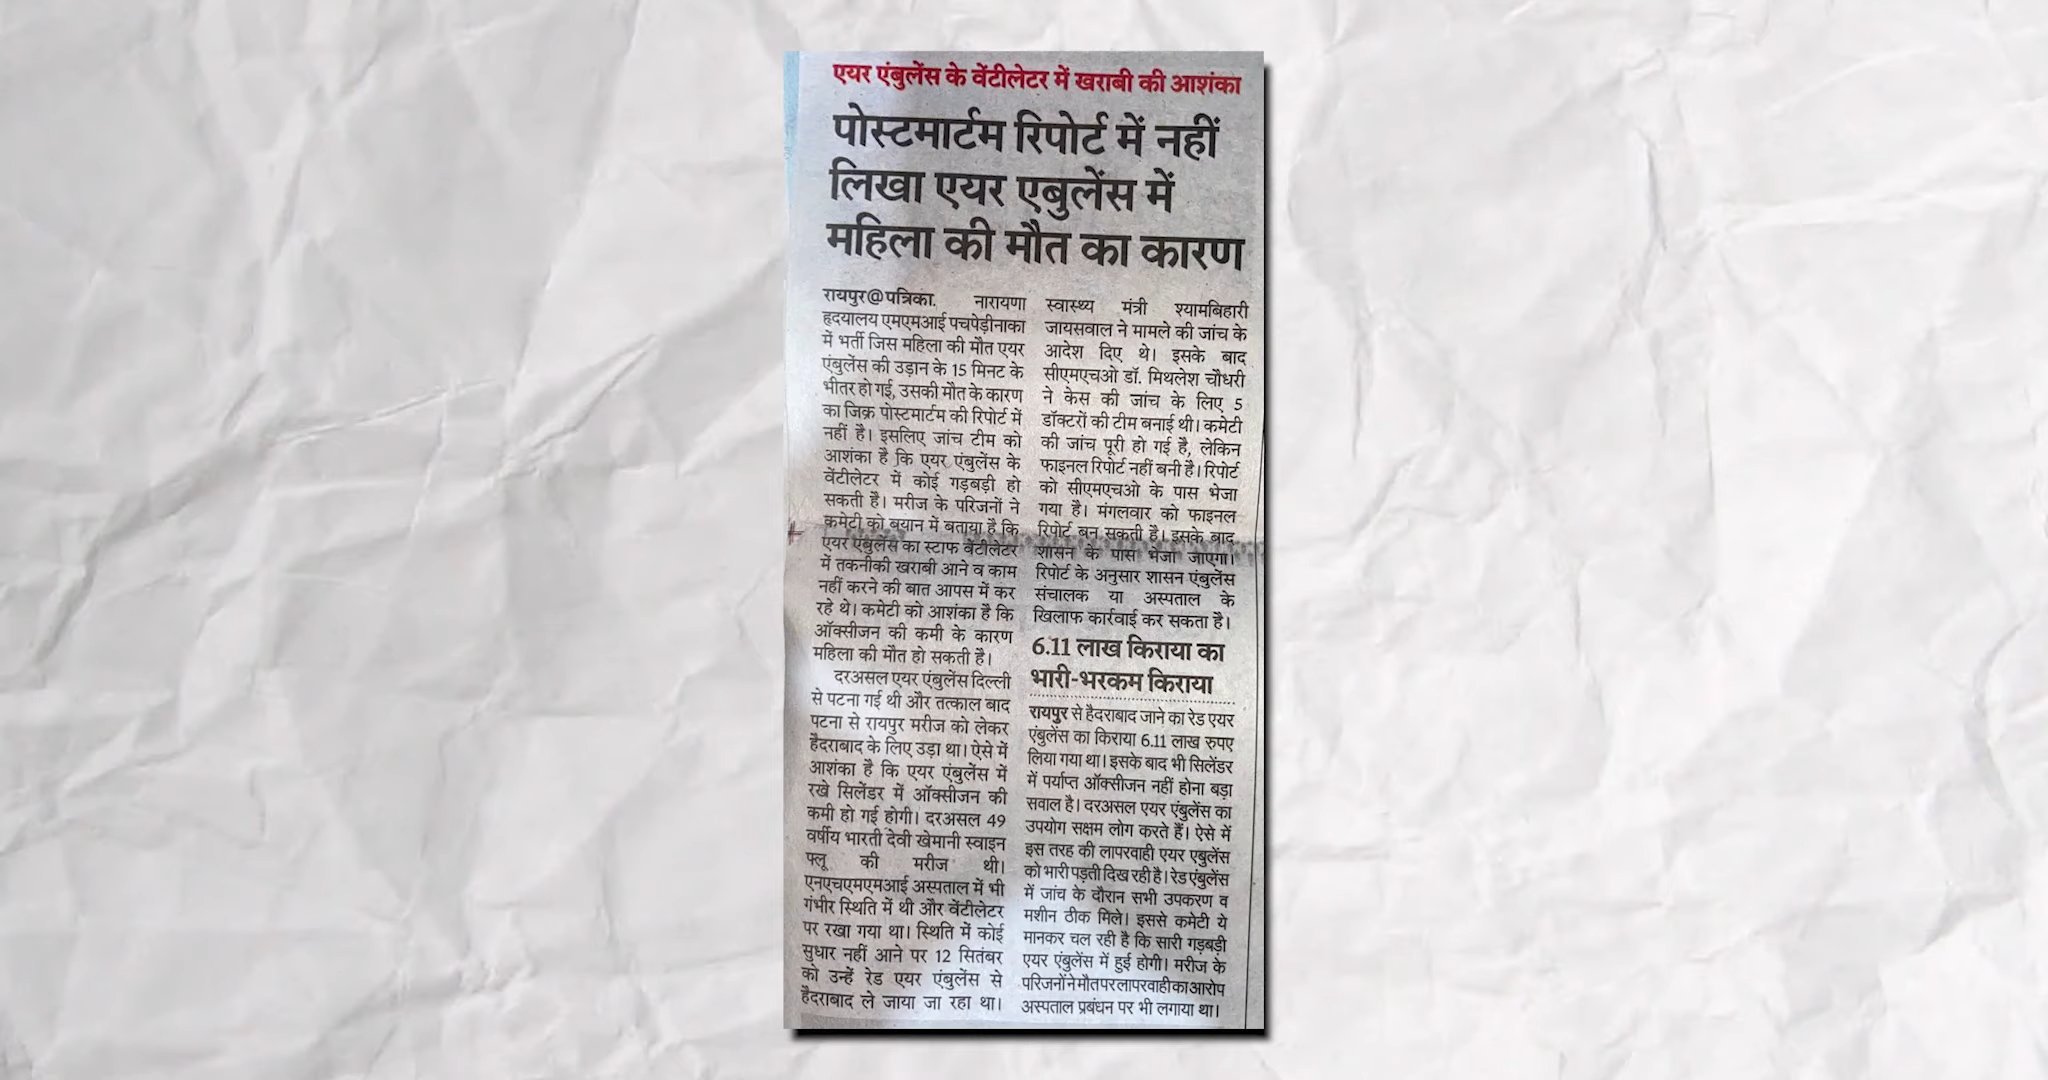 एयर एंबुलेंस के वेंटीलेटर में खराबी की आशंका
पोस्टमार्टम रिपोर्ट में नहीं
लिखा एयर एबुलेंस में
महिला की मौत का कारण
रायपुर@पत्रिका. नारायणा
हृदयालय एमएमआई पचपेड़ीनाका
में भर्ती जिस महिला की मौत एयर
एंबुलेंस की उड़ान के 15 मिनट के
भीतर हो गई, उसकी मौत के कारण
का जिक्र पोस्टमार्टम की रिपोर्ट में
नहीं है। इसलिए जांच टीम को
आशंका है कि एयर एंबुलेंस के
वेंटीलेटर में कोई गड़बड़ी हो
सकती है। मरीज के परिजनों ने
कमेटी को बयान में बताया है कि
एयर एंबुलेंस का स्टाफ वेंटीलेटर
में तकनीकी खराबी आने व काम
नहीं करने की बात आपस में कर
रहे थे। कमेटी को आशंका है कि
ऑक्सीजन की कमी के कारण
महिला की मौत हो सकती है।
दरअसल एयर एंबुलेंस दिल्ली
से पटना गई थी और तत्काल बाद
पटना से रायपुर मरीज को लेकर
हैदराबाद के लिए उड़ा था। ऐसे में
आशंका है कि एयर एंबुलेंस में
रखे सिलेंडर में ऑक्सीजन की
कमी हो गई होगी। दरअसल 49
वर्षीय भारती देवी खेमानी स्वाइन
फ्लू की मरीज थी।
एनएचएमएमआई अस्पताल में भी
गंभीर स्थिति में थी और वेंटीलेटर
पर रखा गया था। स्थिति में कोई
सुधार नहीं आने पर 12 सितंबर
को उन्हें रेड एयर एंबुलेंस से
हैदराबाद ले जाया जा रहा था।
स्वास्थ्य मंत्री श्यामबिहारी
जायसवाल ने मामले की जांच के
आदेश दिए थे। इसके बाद
सीएमएचओ डॉ. मिथलेश चौधरी
ने केस की जांच के लिए 5
डॉक्टरों की टीम बनाई थी। कमेटी
की जांच पूरी हो गई है, लेकिन
फाइनल रिपोर्ट नहीं बनी है। रिपोर्ट
को सीएमएचओ के पास भेजा
गया है। मंगलवार को फाइनल
रिपोर्ट बन सकती है। इसके बाद
शासन के पास भेजा जाएगा।
रिपोर्ट के अनुसार शासन एंबुलेंस
संचालक या अस्पताल के
खिलाफ कार्रवाई कर सकता है।
6.11 लाख किराया का
भारी-भरकम किराया
रायपुर से हैदराबाद जाने का रेड एयर
एंबुलेंस का किराया 6.11 लाख रुपए
लिया गया था। इसके बाद भी सिलेंडर
में पर्याप्त ऑक्सीजन नहीं होना बड़ा
सवाल है। दरअसल एयर एंबुलेंस का
उपयोग सक्षम लोग करते हैं। ऐसे में
इस तरह की लापरवाही एयर एबुलेंस
को भारी पड़ती दिख रही है। रेड एंबुलेंस
में जांच के दौरान सभी उपकरण व
मशीन ठीक मिले। इससे कमेटी ये
मानकर चल रही है कि सारी गड़बड़ी
एयर एंबुलेंस में हुई होगी। मरीज के
परिजनों ने मौत पर लापरवाही का आरोप
अस्पताल प्रबंधन पर भी लगाया था।